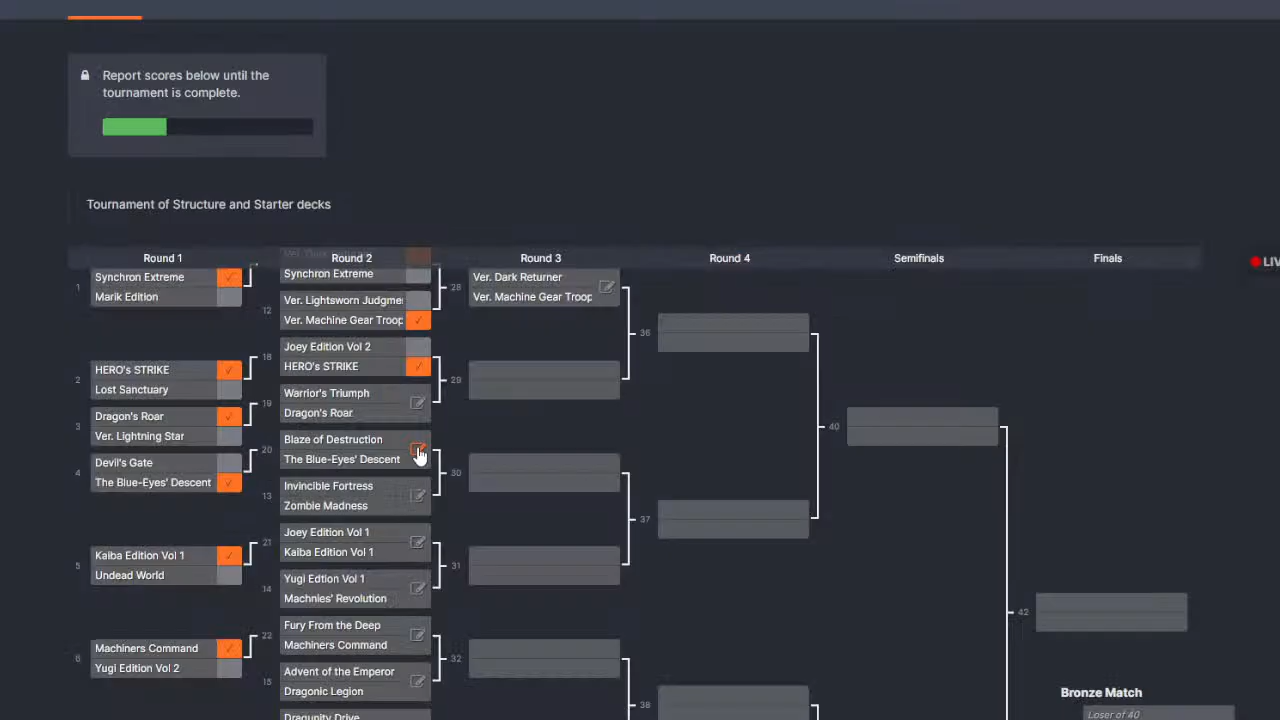 Report scores below until the
tournament is complete.
Tournament of Structure and Starter decks
Round 1
Round 2
Round 3
Round 4
Semifinals
Finals
LIV
1
Synchron Extreme
Marik Edition
2
HERO's STRIKE
Lost Sanctuary
3
Dragon's Roar
Ver. Lightning Star
4
Devil's Gate
The Blue-Eyes' Descent
5
Kaiba Edition Vol 1
Undead World
6
Machiners Command
Yugi Edition Vol 2
Synchron Extreme
12
Ver. Lightsworn Judgmer
Ver. Machine Gear Troop
18
Joey Edition Vol 2
HERO's STRIKE
19
Warrior's Triumph
Dragon's Roar
20
Blaze of Destruction
The Blue-Eyes' Descent
13
Invincible Fortress
Zombie Madness
21
Joey Edition Vol 1
Kaiba Edition Vol 1
14
Yugi Edtion Vol 1
Machnies' Revolution
22
Fury From the Deep
Machiners Command
15
Advent of the Emperor
Dragonic Legion
Dragunity Drive
28
Ver. Dark Returner
Ver. Machine Gear Troop
29
30
31
32
36
37
38
40
42
Bronze Match
Loser of 40